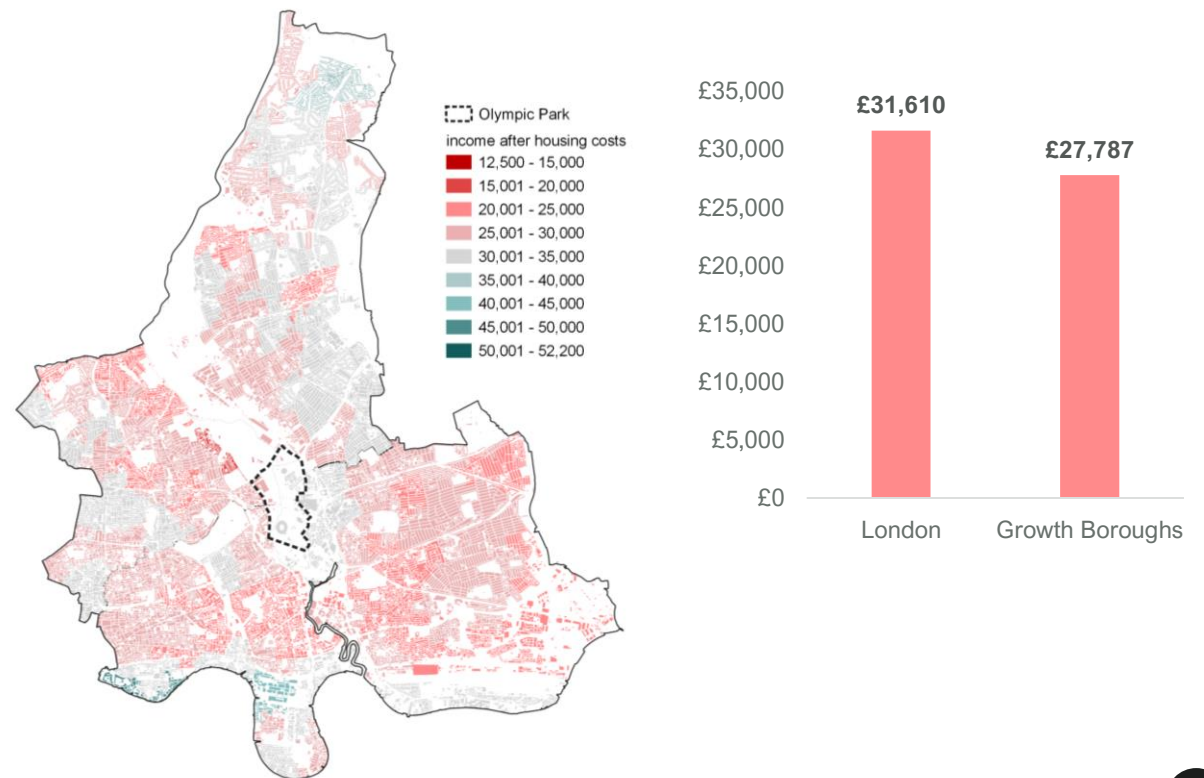 Olympic Park
income after housing costs
12,500 - 15,000
15,001 - 20,000
20,001 - 25,000
25,001 - 30,000
30,001 - 35,000
35,001 - 40,000
40,001 - 45,000
45,001 - 50,000
50,001 - 52,200
£35,000
£30,000
£25,000
£20,000
£15,000
£10,000
£5,000
£0
£31,610
£27,787
London
Growth Boroughs